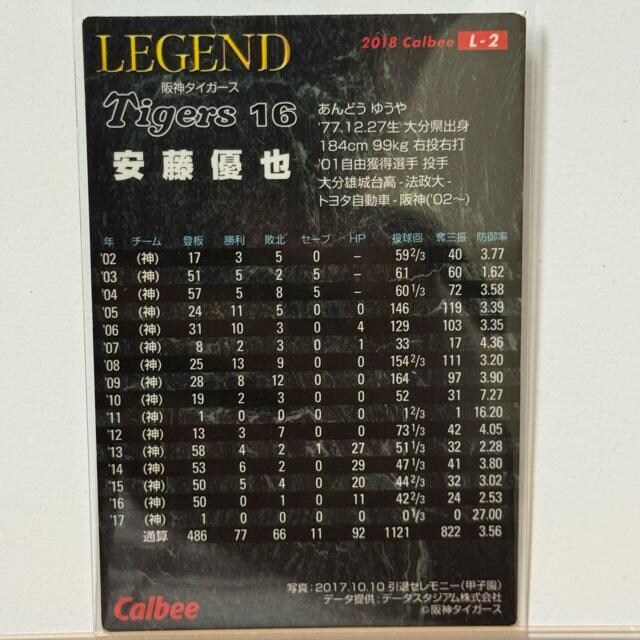 LEGEND
2018 Calbee L-2
阪神タイガース
Tigers 16
安藤優也
あんどう ゆうや
'77.12.27生 大分県出身
184cm 99kg 右投右打
'01自由獲得選手 投手
大分雄城台高-法政大-
トヨタ自動車-阪神('02〜)
年 チーム 登板 勝利 敗北 セーブ HP 投球回 奪三振 防御率
'02 (神) 17 3 5 0 – 59 2/3 40 3.77
'03 (神) 51 5 2 5 – 61 60 1.62
'04 (神) 57 5 8 5 – 60 1/3 72 3.58
'05 (神) 24 11 5 0 0 146 119 3.39
'06 (神) 31 10 3 0 4 129 103 3.35
'07 (神) 8 2 3 0 1 33 17 4.36
'08 (神) 25 13 9 0 0 154 2/3 111 3.20
'09 (神) 28 8 12 0 0 164 97 3.90
'10 (神) 19 2 3 0 0 52 31 7.27
'11 (神) 1 0 0 0 0 1 2/3 1 16.20
'12 (神) 13 3 7 0 0 73 1/3 42 4.05
'13 (神) 58 4 2 1 27 51 1/3 32 2.28
'14 (神) 53 6 2 0 29 47 1/3 41 3.80
'15 (神) 50 5 4 0 20 44 2/3 32 3.02
'16 (神) 50 0 1 0 11 42 2/3 24 2.53
'17 (神) 1 0 0 0 0 0 1/3 0 27.00
通算 486 77 66 11 92 1121 822 3.56
写真:2017.10.10 引退セレモニー(甲子園)
データ提供:データスタジアム株式会社
©阪神タイガース
Calbee